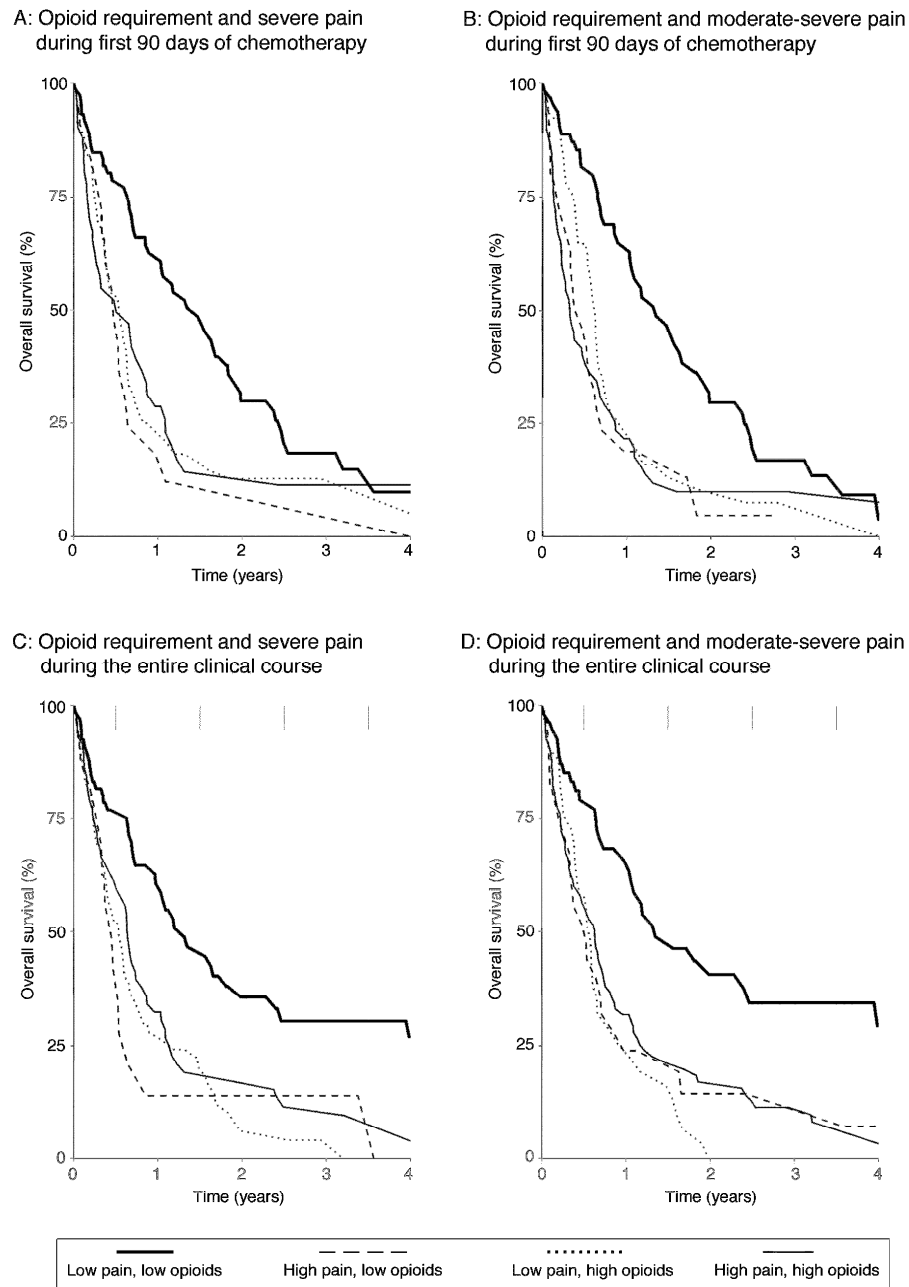 A: Opioid requirement and severe pain
during first 90 days of chemotherapy
100
75
50
25
0
Overall survival (%)
0 1 2 3 4
Time (years)
B: Opioid requirement and moderate-severe pain
during first 90 days of chemotherapy
100
75
50
25
0
Overall survival (%)
0 1 2 3 4
Time (years)
C: Opioid requirement and severe pain
during the entire clinical course
100
75
50
25
0
Overall survival (%)
0 1 2 3 4
Time (years)
D: Opioid requirement and moderate-severe pain
during the entire clinical course
100
75
50
25
0
Overall survival (%)
0 1 2 3 4
Time (years)
Low pain, low opioids High pain, low opioids Low pain, high opioids High pain, high opioids